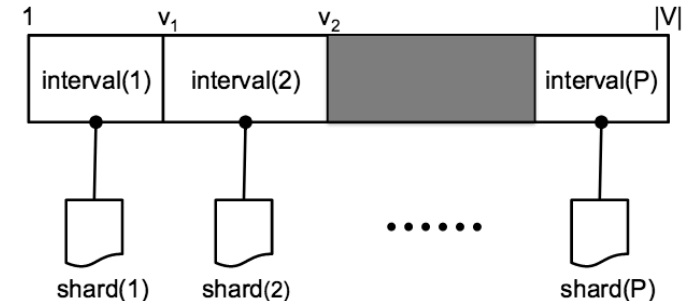 1 v₁ v₂ |V|
interval(1) interval(2) interval(P)
......
shard(1) shard(2) shard(P)